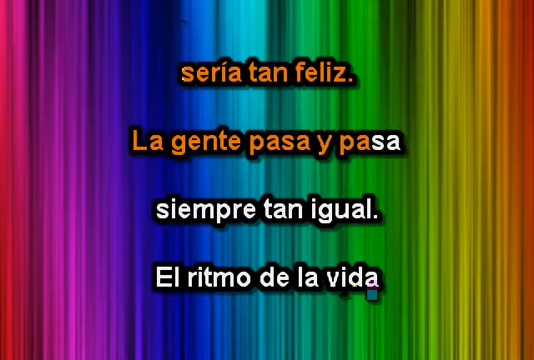 sería tan feliz.
La gente pasa y pasa
siempre tan igual.
El ritmo de la vida